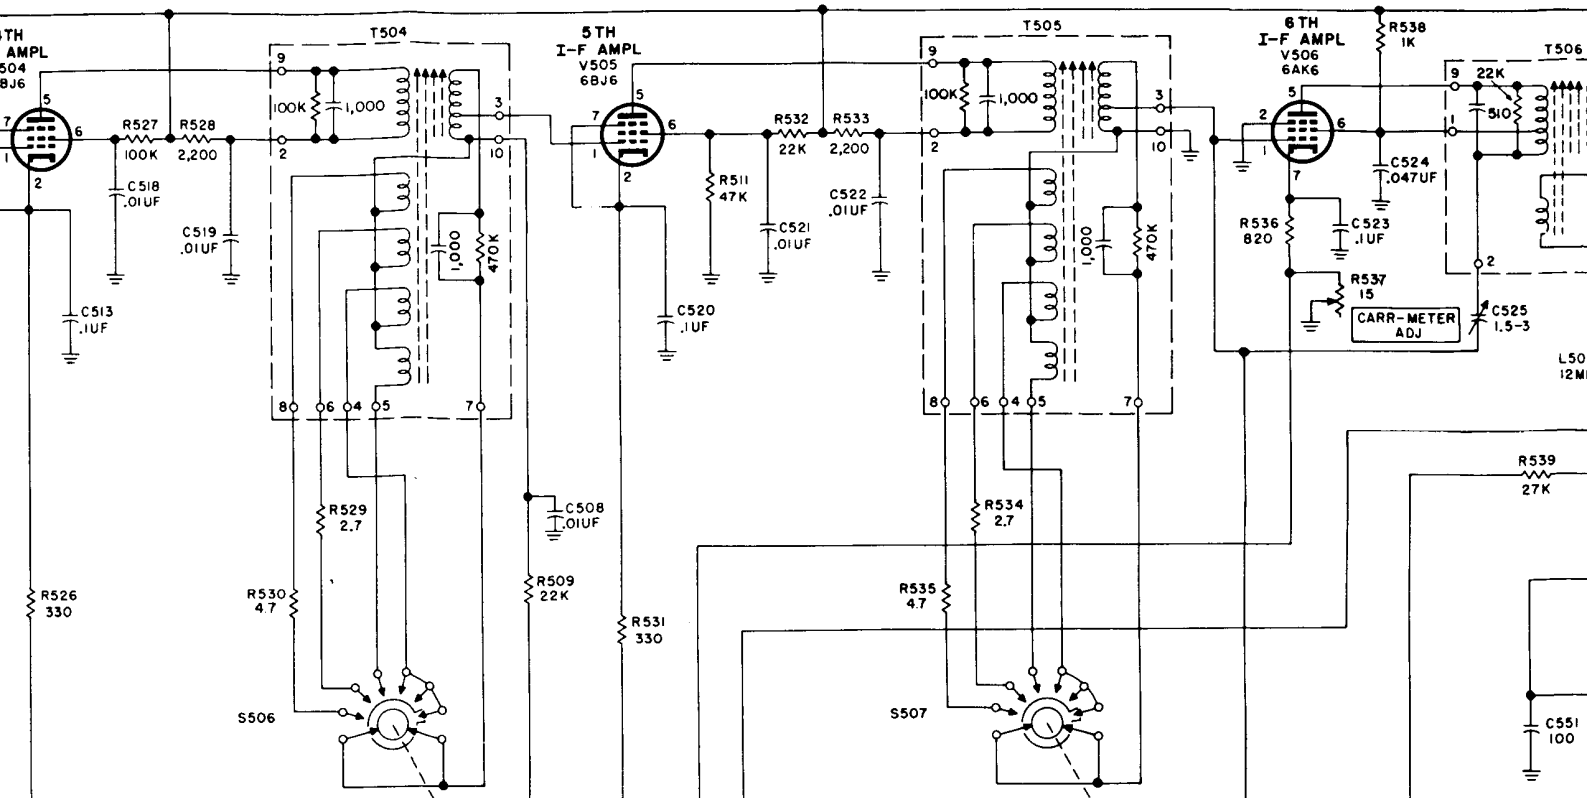 TH
AMPL
504
BJ6
5
7
6
1
2
R527
100K
R528
2,200
C518
.01UF
C519
.01UF
C513
.1UF
R526
330
T504
9
100K
1,000
2
3
10
1,000
470K
8
6
4
5
7
R529
2.7
R530
4.7
S506
C508
.01UF
R509
22K
5TH
I-F AMPL
V505
6BJ6
5
7
6
1
2
R511
47K
R532
22K
R533
2,200
C521
.01UF
C522
.01UF
C520
.1UF
R531
330
T505
9
100K
1,000
2
3
10
1,000
470K
8
6
4
5
7
R534
2.7
R535
4.7
S507
6TH
I-F AMPL
V506
6AK6
5
2
6
1
7
R538
1K
C524
.047UF
R536
820
C523
.1UF
R537
15
CARR-METER
ADJ
T506
9
22K
510
1
2
C525
1.5-3
L50
12M
R539
27K
C551
100